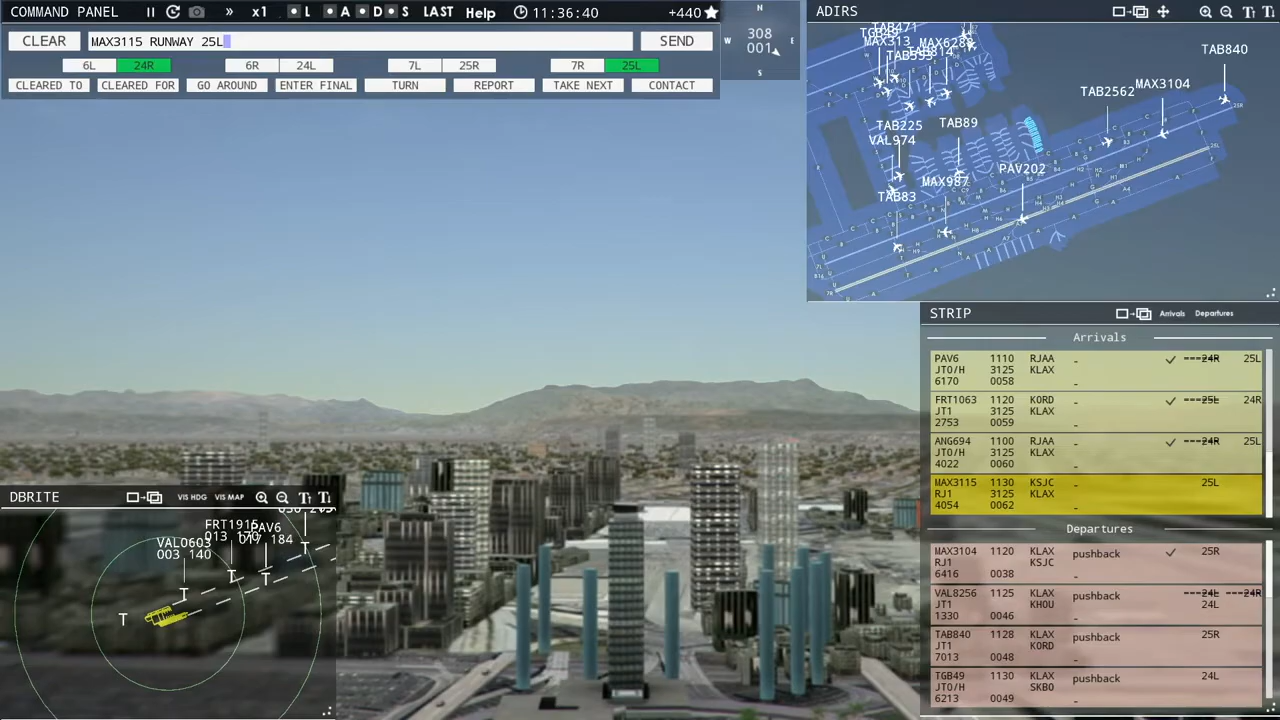 COMMAND PANEL
» x1 L A D S LAST Help 11:36:40 +440
CLEAR MAX3115 RUNWAY 25L SEND
6L 24R 6R 24L 7L 25R 7R 25L
CLEARED TO CLEARED FOR GO AROUND ENTER FINAL TURN REPORT TAKE NEXT CONTACT
N
W 308 E
001
S
ADIRS
TAB840
TAB2562 MAX3104
TAB225 TAB89
VAL974
PAV202
MAX987
TAB83
STRIP Arrivals Departures
Arrivals
PAV6 1110 RJAA - 24R 25L
JT0/H 3125 KLAX
6170 0058 -
FRT1063 1120 KORD - 25L 24R
JT0/H 3125 KLAX
2753 0059 -
ANG694 1100 RJAA - 24R 25L
JT0/H 3125 KLAX
4022 0060 -
MAX3115 1130 KSJC - 25L
RJ1 3125 KLAX
4054 0062 -
Departures
MAX3104 1120 KLAX pushback 25R
RJ1 KSJC
6416 0038 -
VAL8256 1125 KLAX pushback 24L 24R
JT1 KHOU 24L
1330 0046 -
TAB840 1128 KLAX pushback 25R
JT1 KORD
7013 0048 -
TGB49 1130 KLAX pushback 24L
JT0/H SKBO
6213 0049 -
DBRITE VIS HDG VIS MAP
FRT1915 PAV6
013 170 017 184
VAL0603
003 140
T